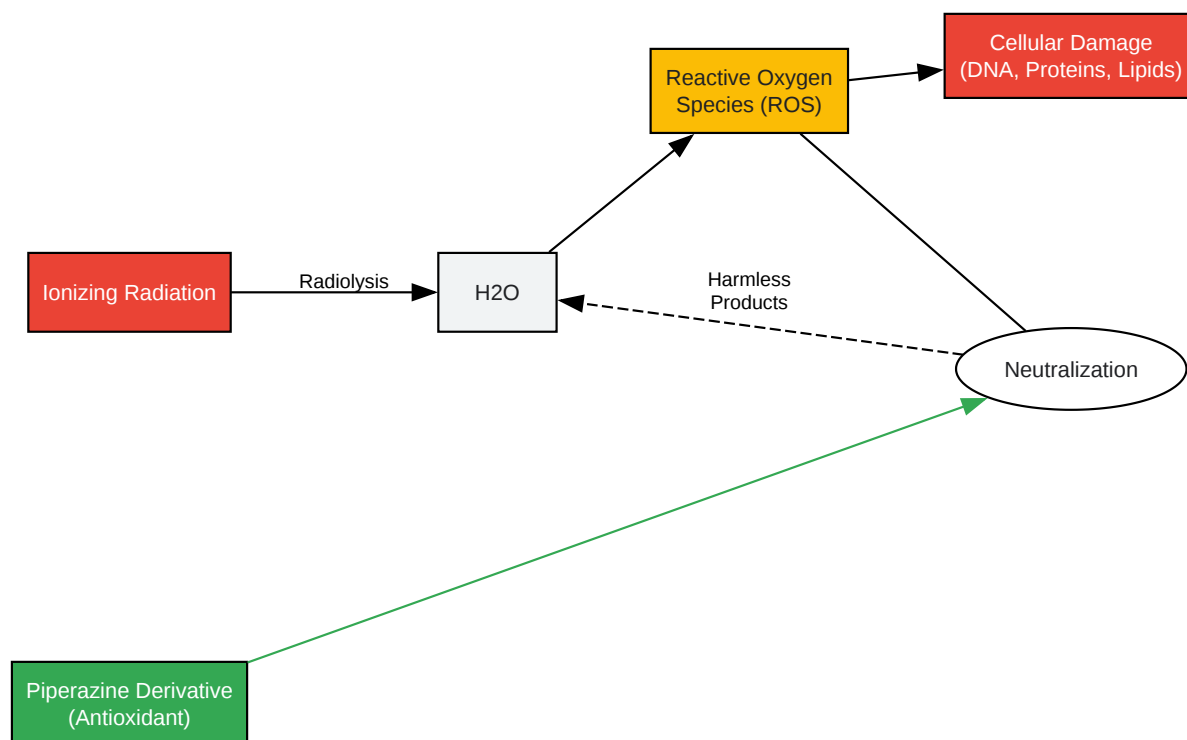 Cellular Damage
(DNA, Proteins, Lipids)
Reactive Oxygen
Species (ROS)
Ionizing Radiation
Radiolysis
H2O
Harmless
Products
Neutralization
Piperazine Derivative
(Antioxidant)